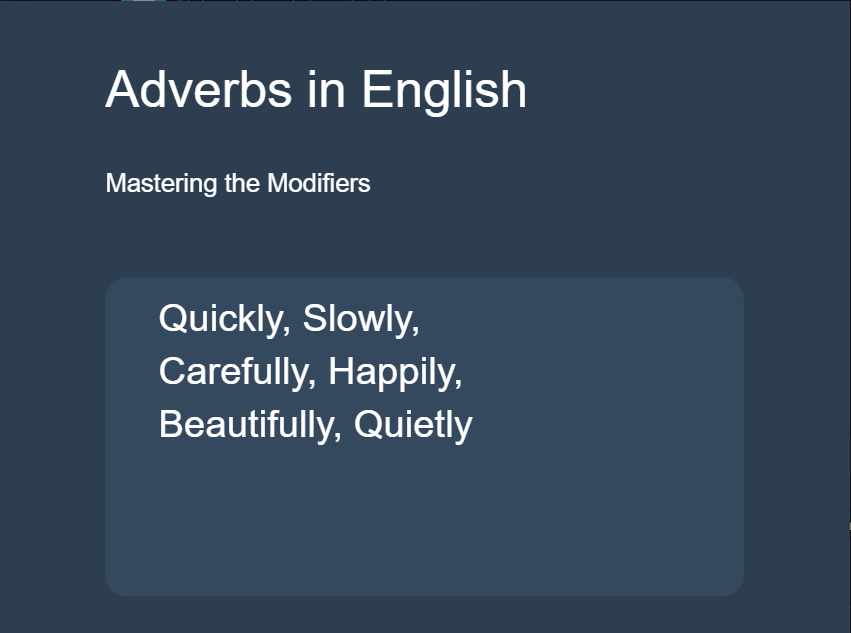 Adverbs in English
Mastering the Modifiers
Quickly, Slowly,
Carefully, Happily,
Beautifully, Quietly